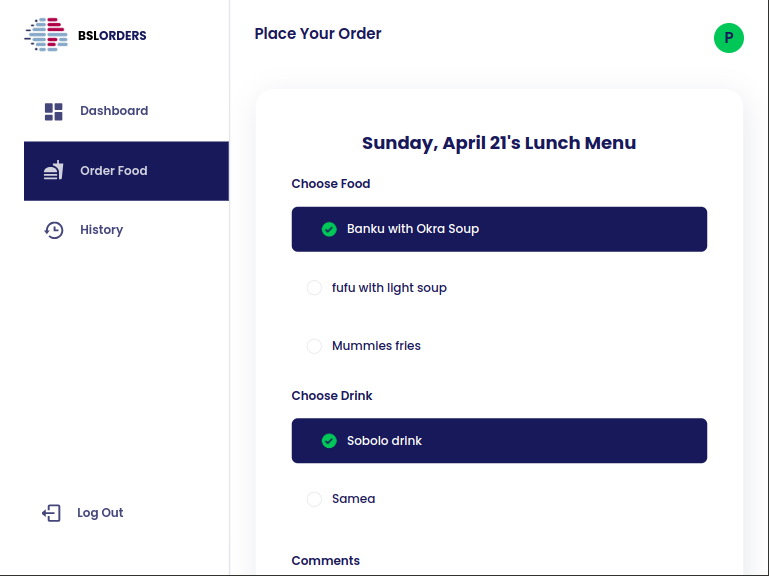 BSLORDERS
Dashboard
Order Food
History
Log Out
Place Your Order
P
Sunday, April 21's Lunch Menu
Choose Food
Banku with Okra Soup
fufu with light soup
Mummies fries
Choose Drink
Sobolo drink
Samea
Comments